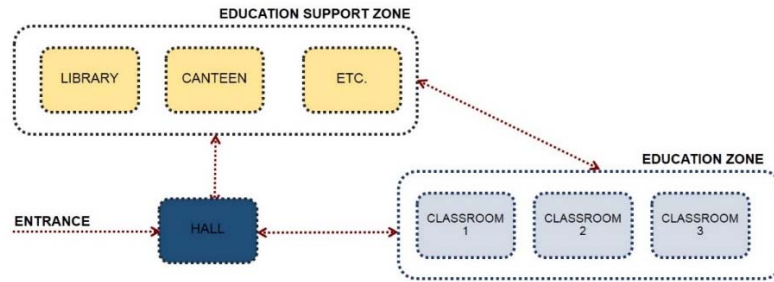 EDUCATION SUPPORT ZONE
LIBRARY
CANTEEN
ETC.
EDUCATION ZONE
ENTRANCE
HALL
CLASSROOM
1
CLASSROOM
2
CLASSROOM
3